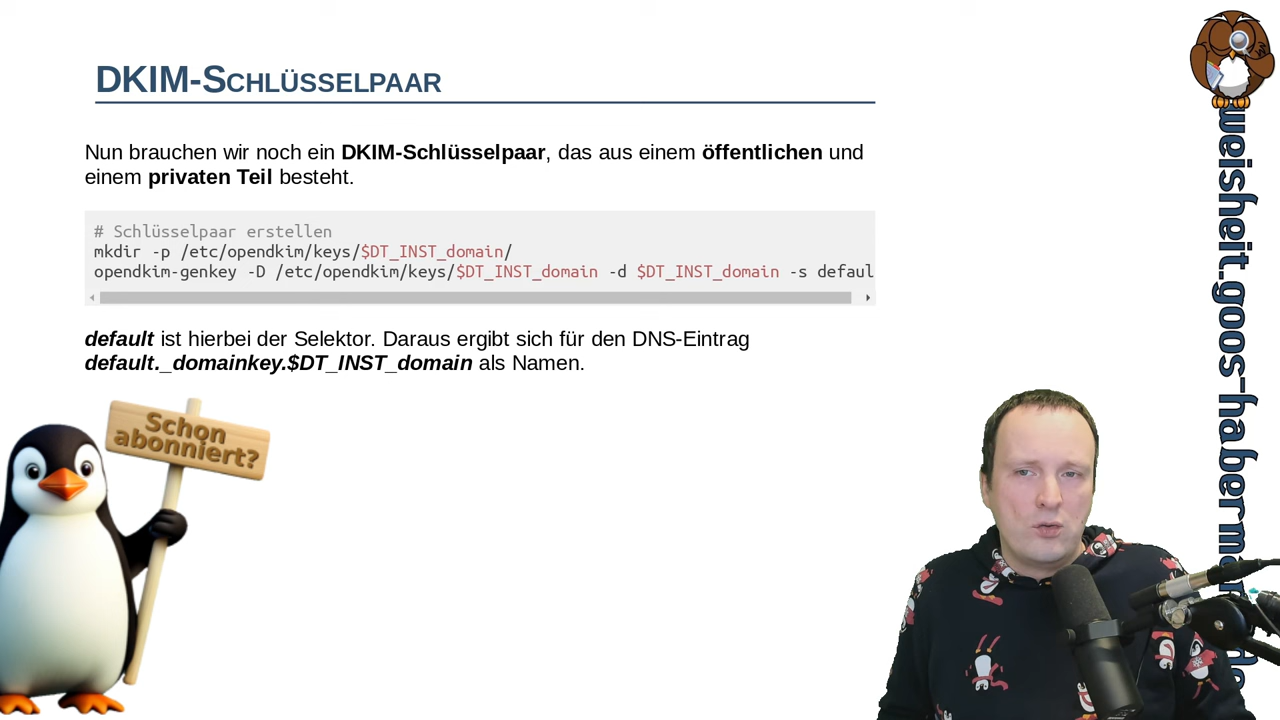 DKIM-Schlüsselpaar
Nun brauchen wir noch ein DKIM-Schlüsselpaar, das aus einem öffentlichen und
einem privaten Teil besteht.
# Schlüsselpaar erstellen
mkdir -p /etc/opendkim/keys/$DT_INST_domain/
opendkim-genkey -D /etc/opendkim/keys/$DT_INST_domain -d $DT_INST_domain -s defaul
default ist hierbei der Selektor. Daraus ergibt sich für den DNS-Eintrag
default._domainkey.$DT_INST_domain als Namen.
Schon
abonniert?
weisheit.goos-haberma